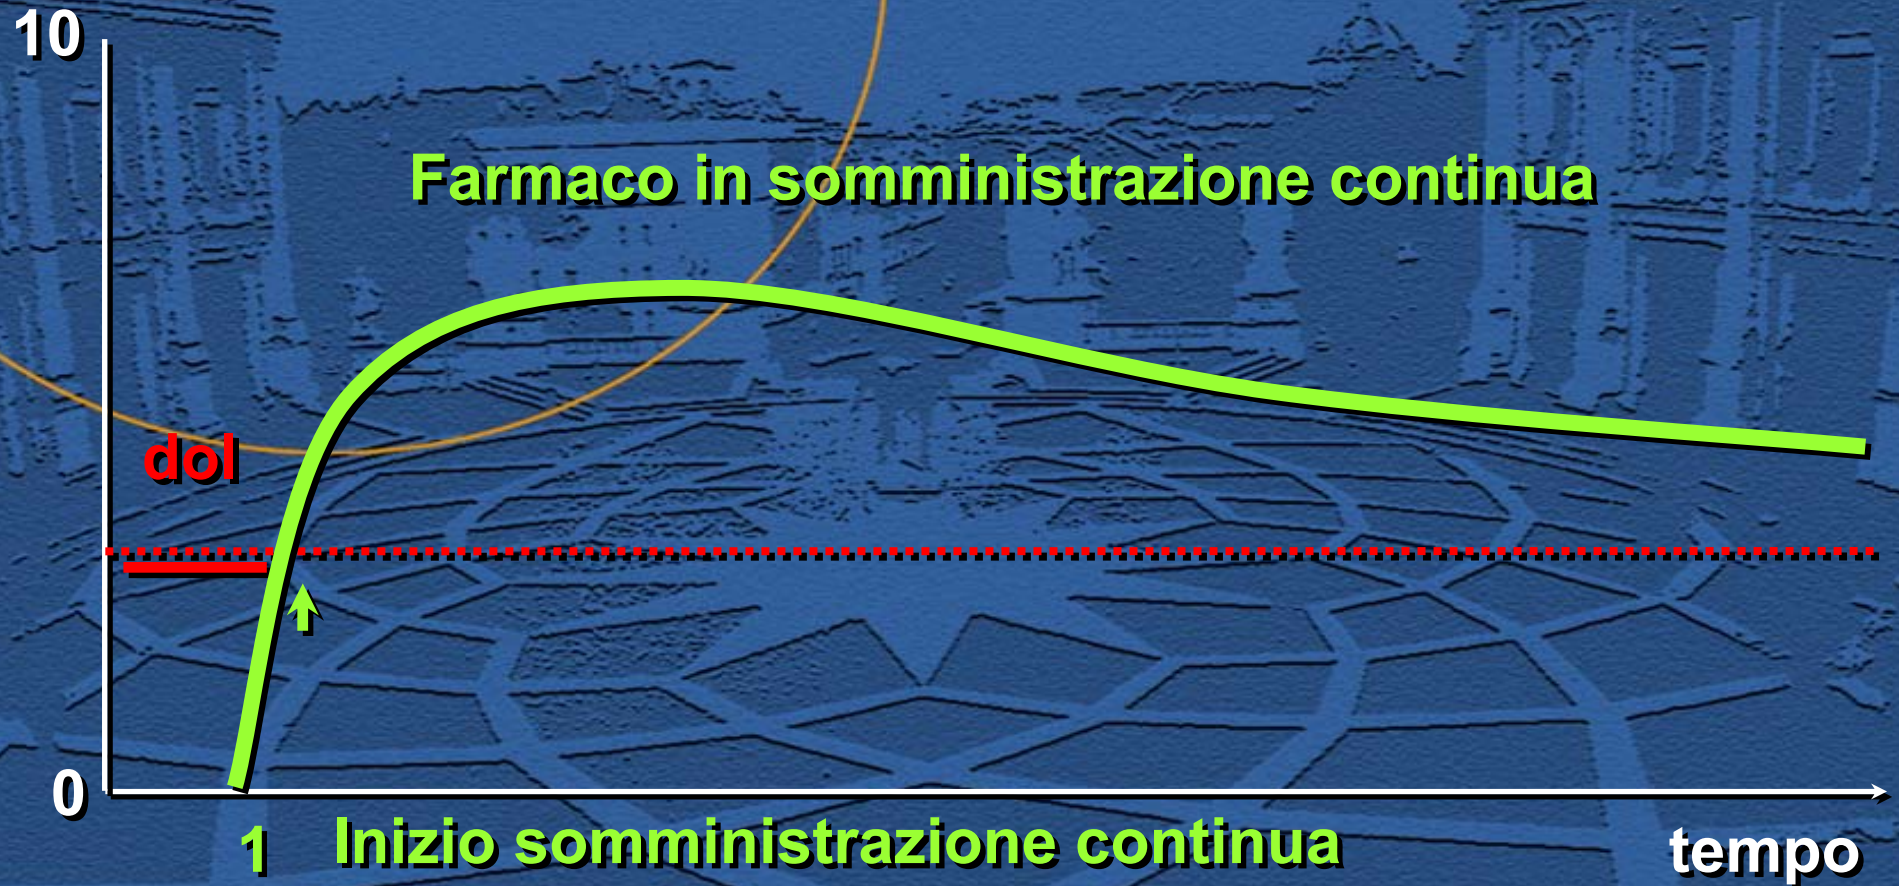 10
Farmaco in somministrazione continua
dol
0
1 Inizio somministrazione continua
tempo